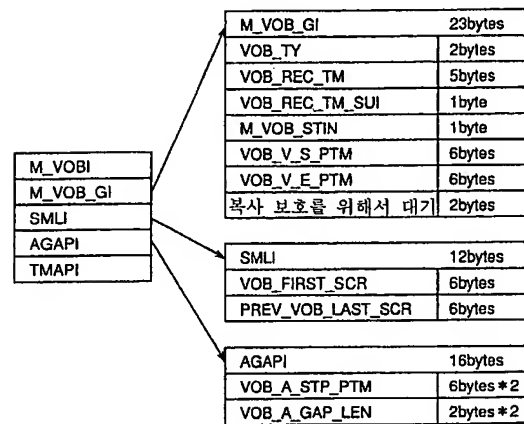 M_VOBI
M_VOB_GI
SMLI
AGAPI
TMAPI
M_VOB_GI 23bytes
VOB_TY 2bytes
VOB_REC_TM 5bytes
VOB_REC_TM_SUI 1byte
M_VOB_STIN 1byte
VOB_V_S_PTM 6bytes
VOB_V_E_PTM 6bytes
복사 보호를 위해서 대기 2bytes
SMLI 12bytes
VOB_FIRST_SCR 6bytes
PREV_VOB_LAST_SCR 6bytes
AGAPI 16bytes
VOB_A_STP_PTM 6bytes*2
VOB_A_GAP_LEN 2bytes*2